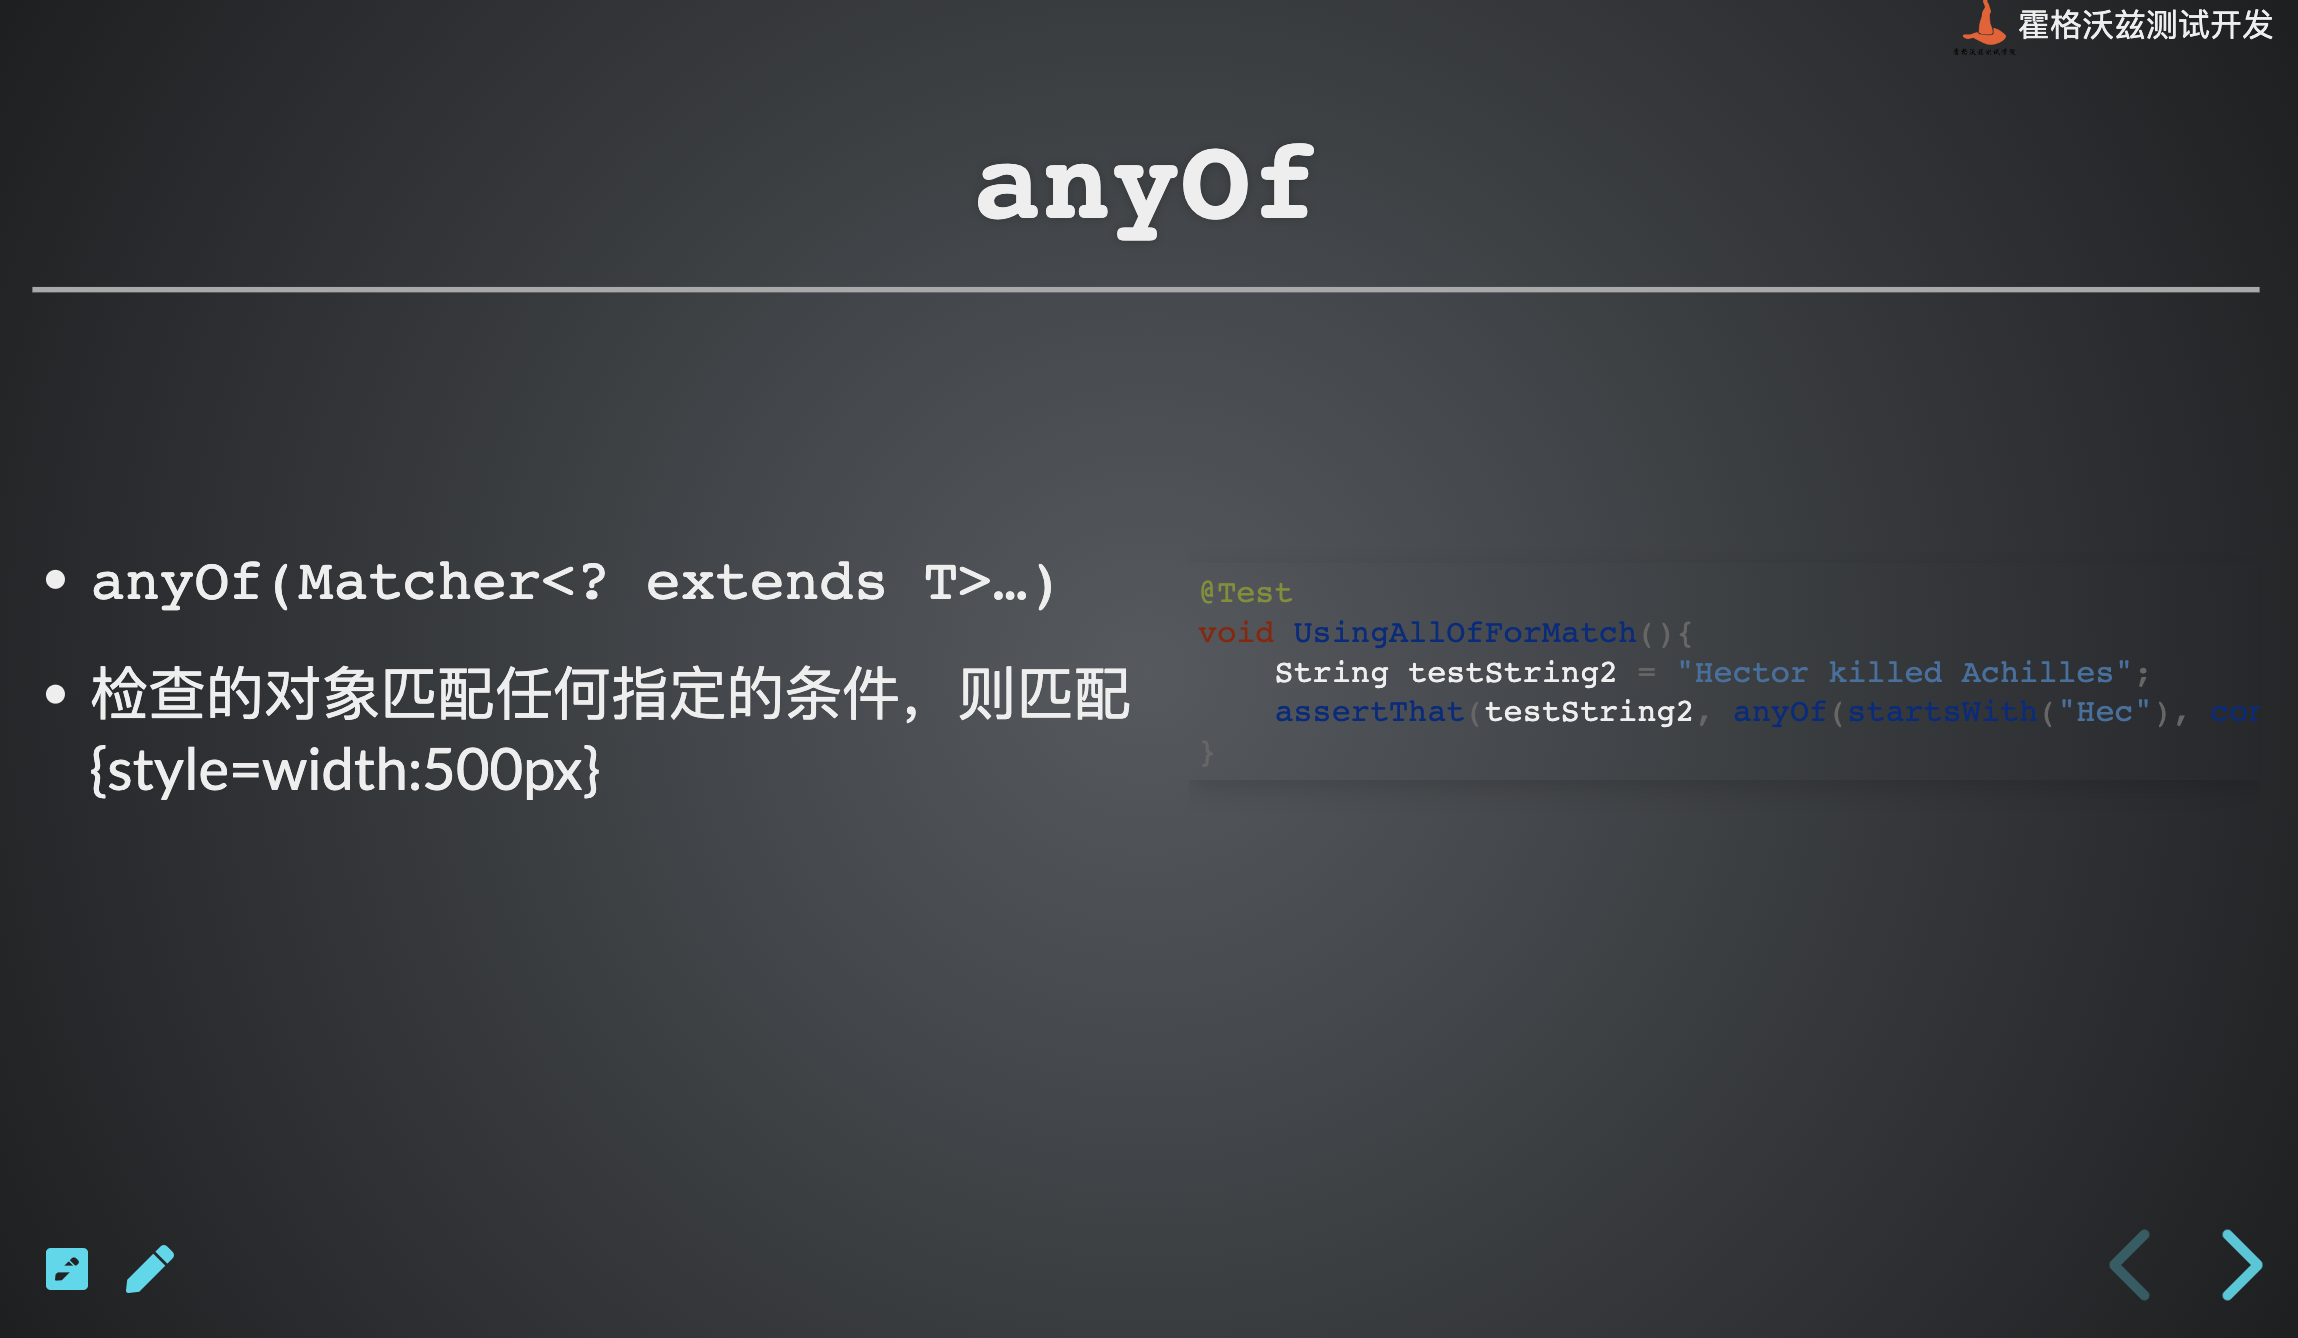 霍格沃兹测试开发
anyOf
• anyOf(Matcher<? extends T>…)
• 检查的对象匹配任何指定的条件，则匹配
{style=width:500px}
@Test
void UsingAllOfForMatch(){
    String testString2 = "Hector killed Achilles";
    assertThat(testString2, anyOf(startsWith("Hec"), cor
}